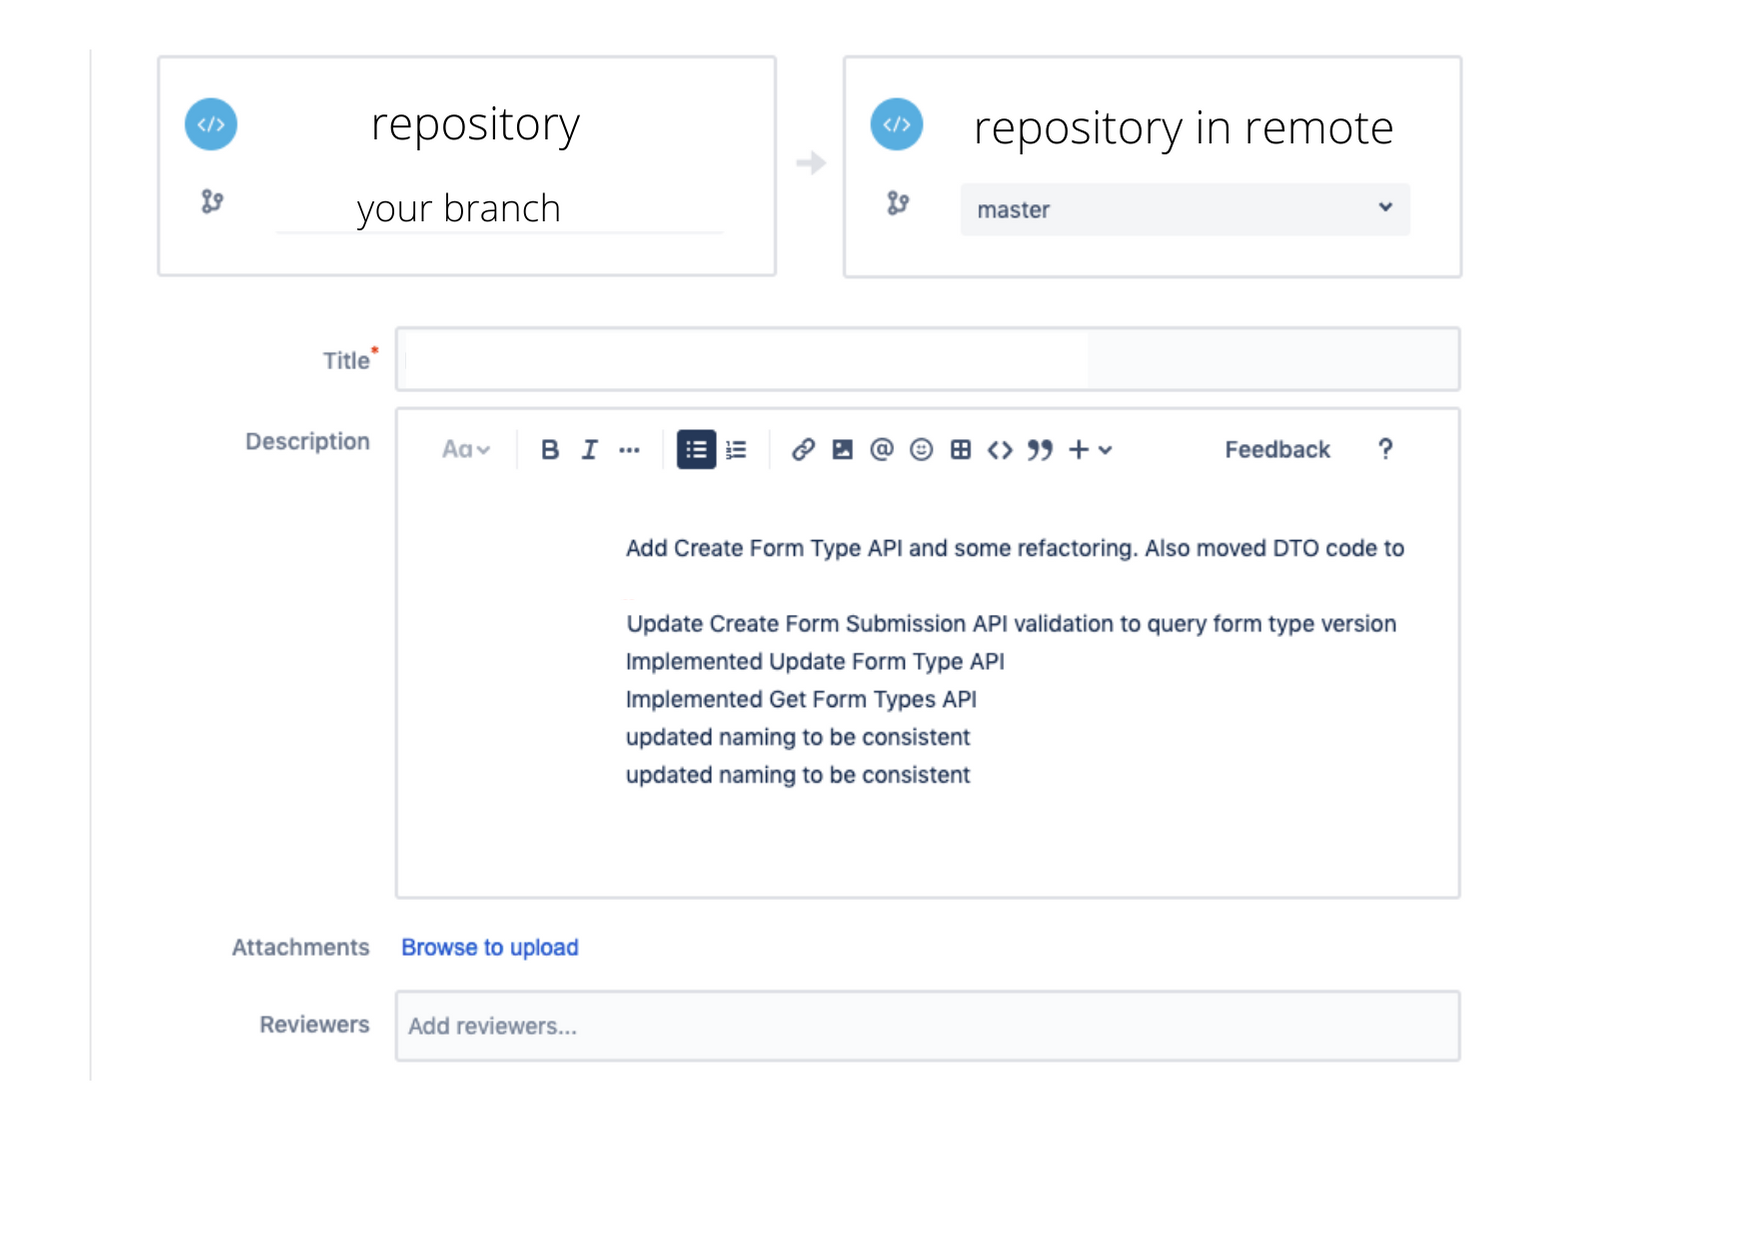 repository
your branch
repository in remote
master
Title*
Description
Aa
B I ...
Feedback ?
Add Create Form Type API and some refactoring. Also moved DTO code to
Update Create Form Submission API validation to query form type version
Implemented Update Form Type API
Implemented Get Form Types API
updated naming to be consistent
updated naming to be consistent
Attachments Browse to upload
Reviewers Add reviewers...